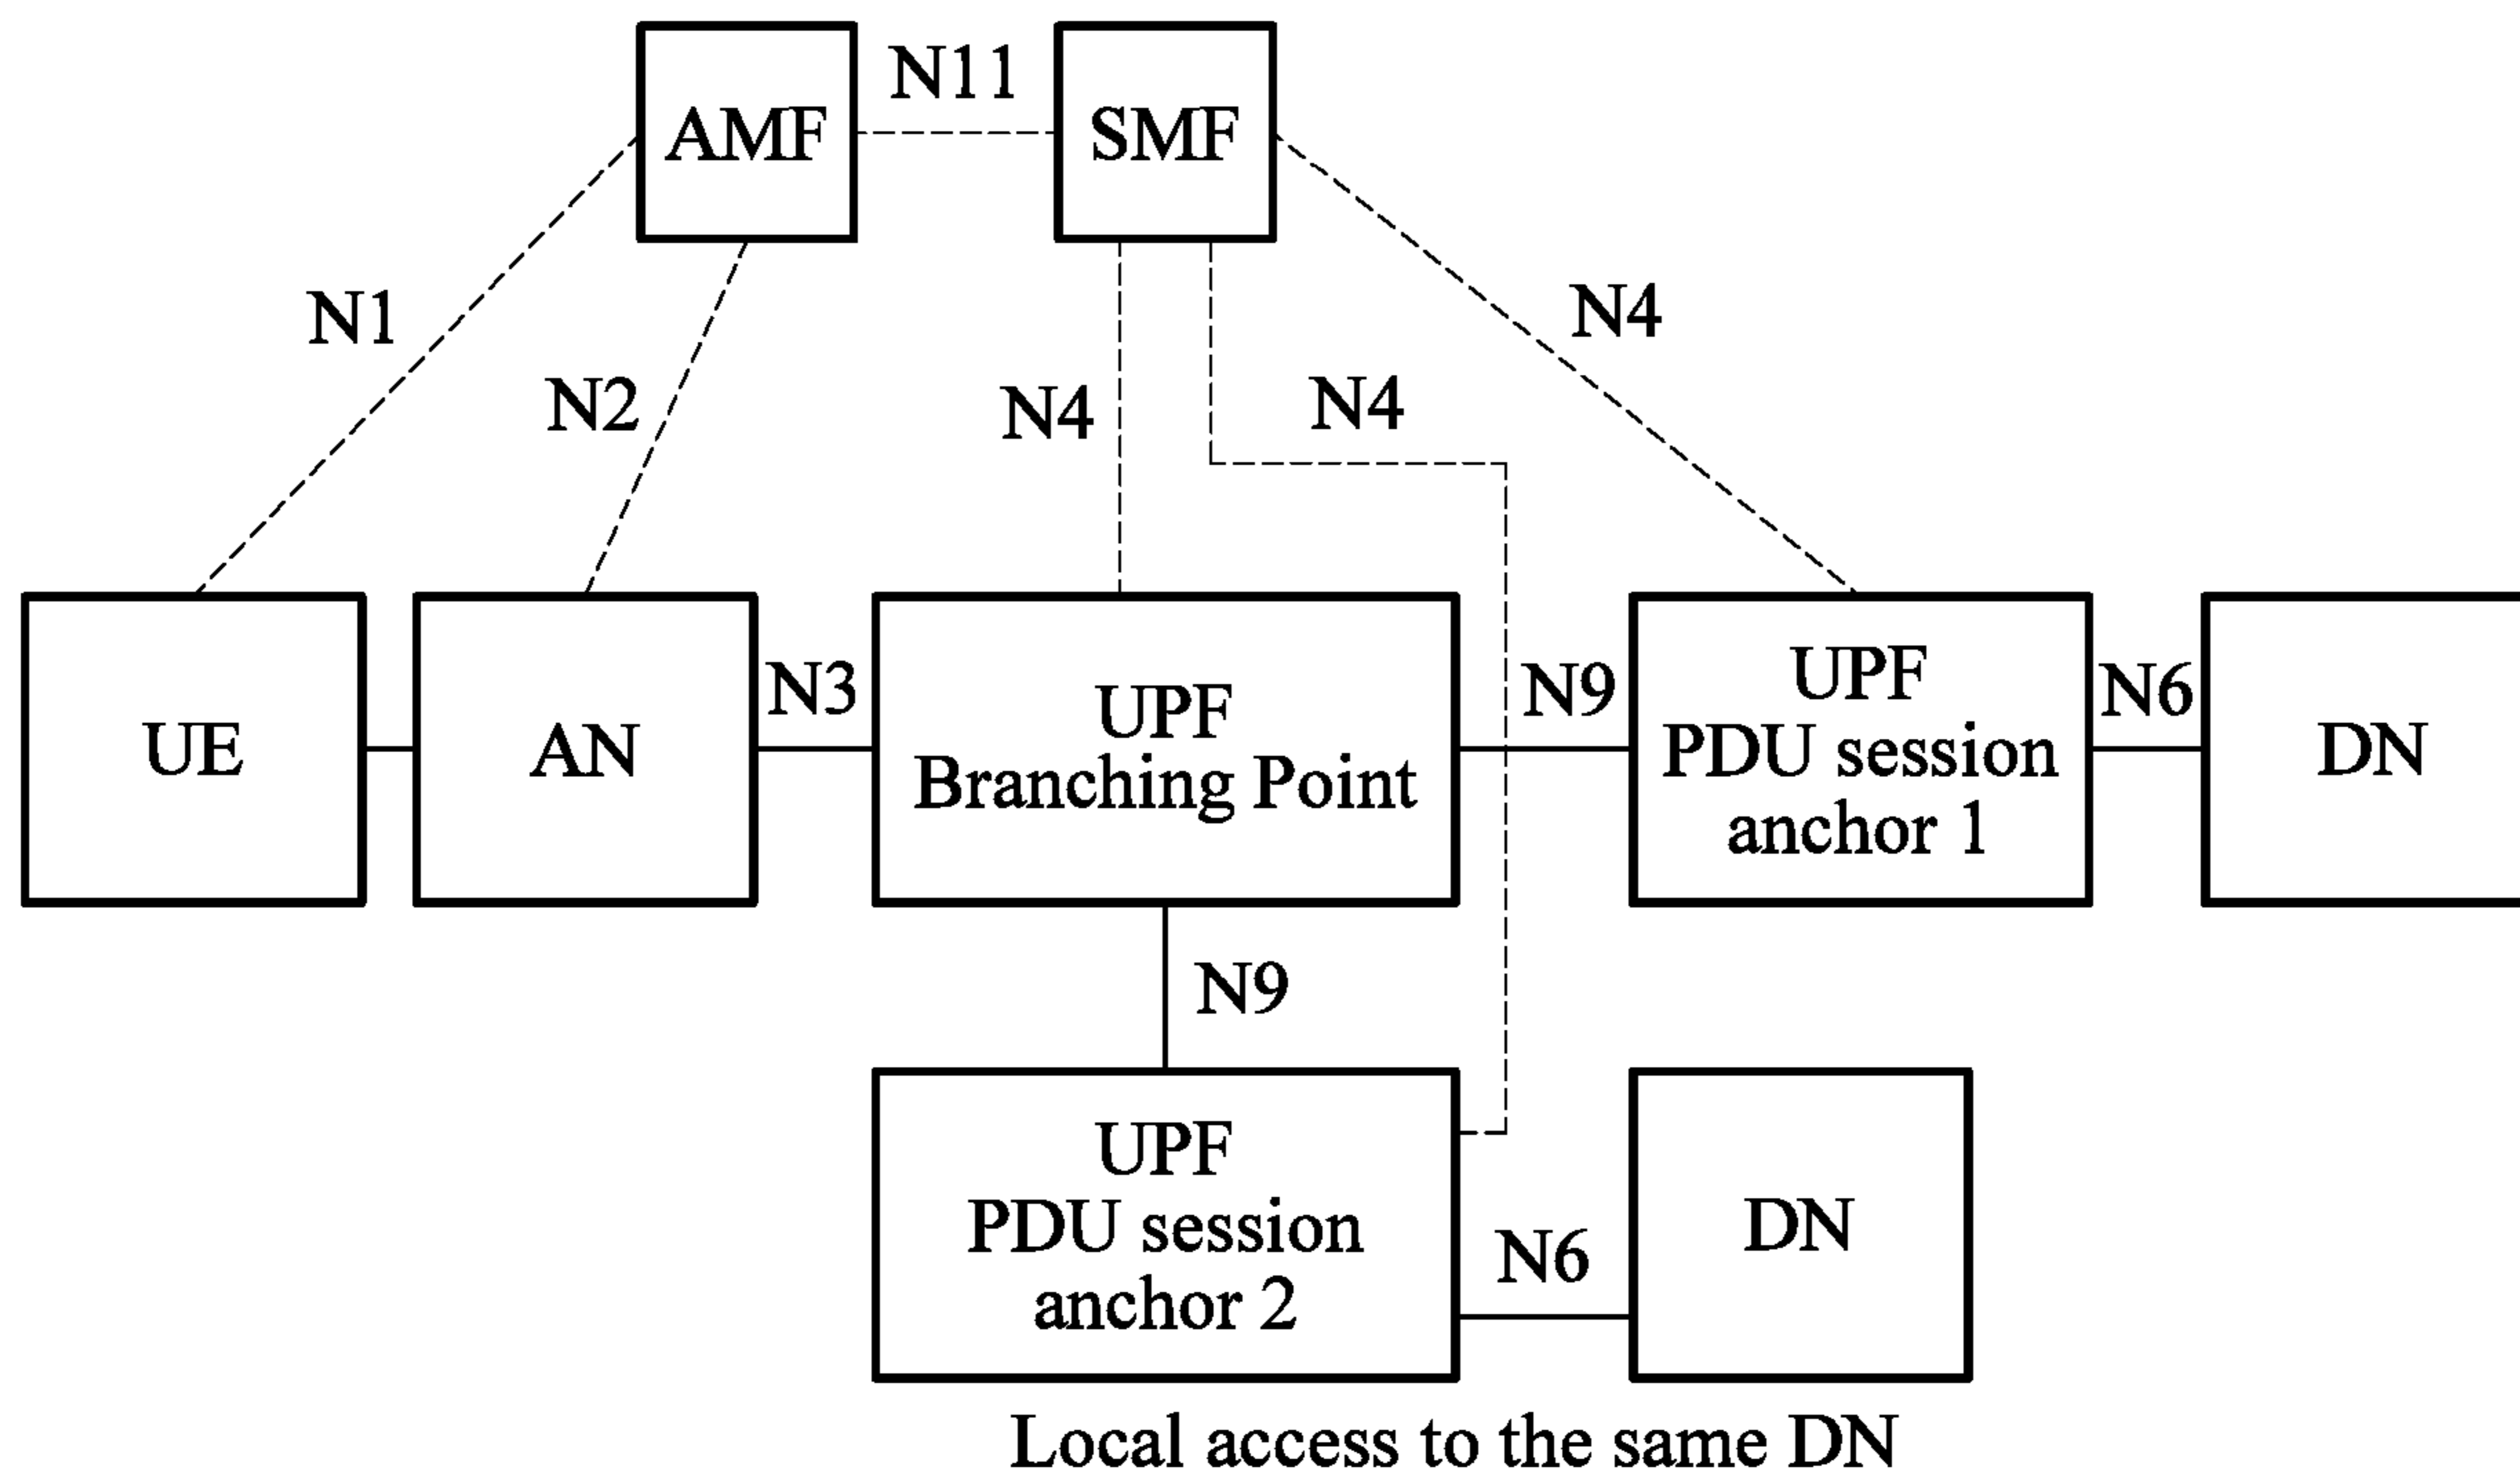 AMF
N11
SMF
N1
N2
N4
N4
N4
UE
AN
N3
UPF
Branching Point
N9
UPF
PDU session
anchor 1
N6
DN
N9
UPF
PDU session
anchor 2
N6
DN
Local access to the same DN